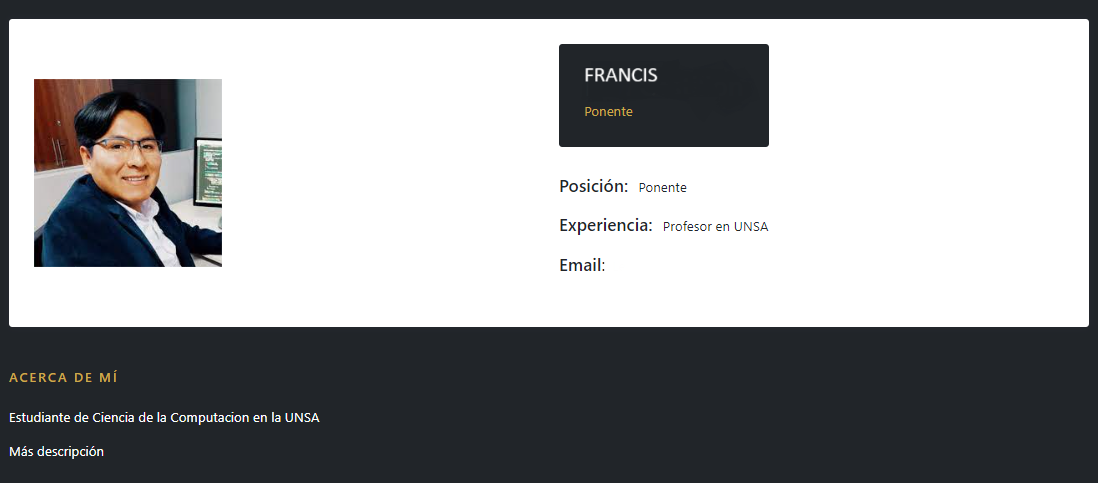 FRANCIS
Ponente
Posición: Ponente
Experiencia: Profesor en UNSA
Email:
ACERCA DE MÍ
Estudiante de Ciencia de la Computacion en la UNSA
Más descripción